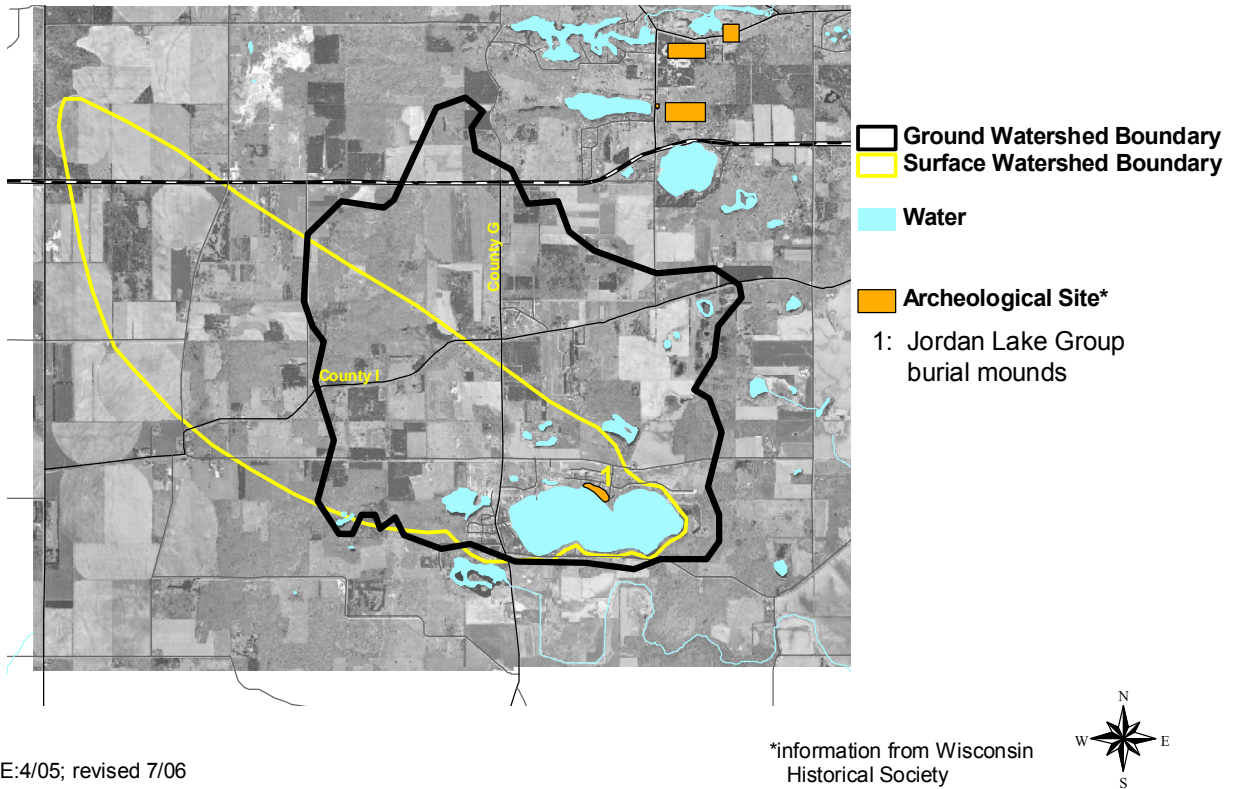 County G
County I
1
Ground Watershed Boundary
Surface Watershed Boundary
Water
Archeological Site*
1: Jordan Lake Group
burial mounds
E:4/05; revised 7/06
*information from Wisconsin
Historical Society
N
W
E
S